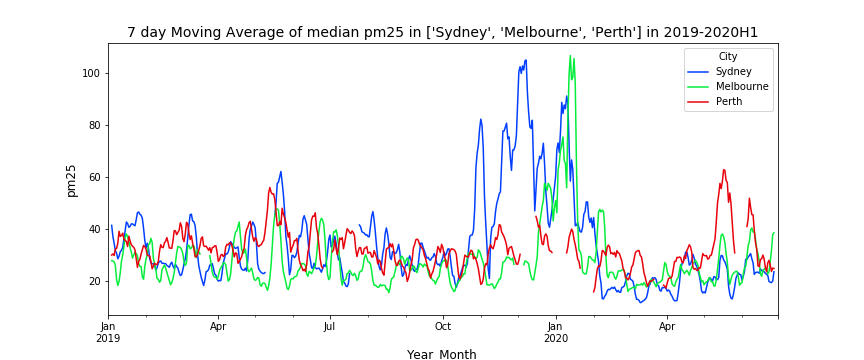 7 day Moving Average of median pm25 in ['Sydney', 'Melbourne', 'Perth'] in 2019-2020H1
City
Sydney
Melbourne
Perth
pm25
100
80
60
40
20
Jan
2019
Apr
Jul
Oct
Jan
2020
Apr
Year_Month